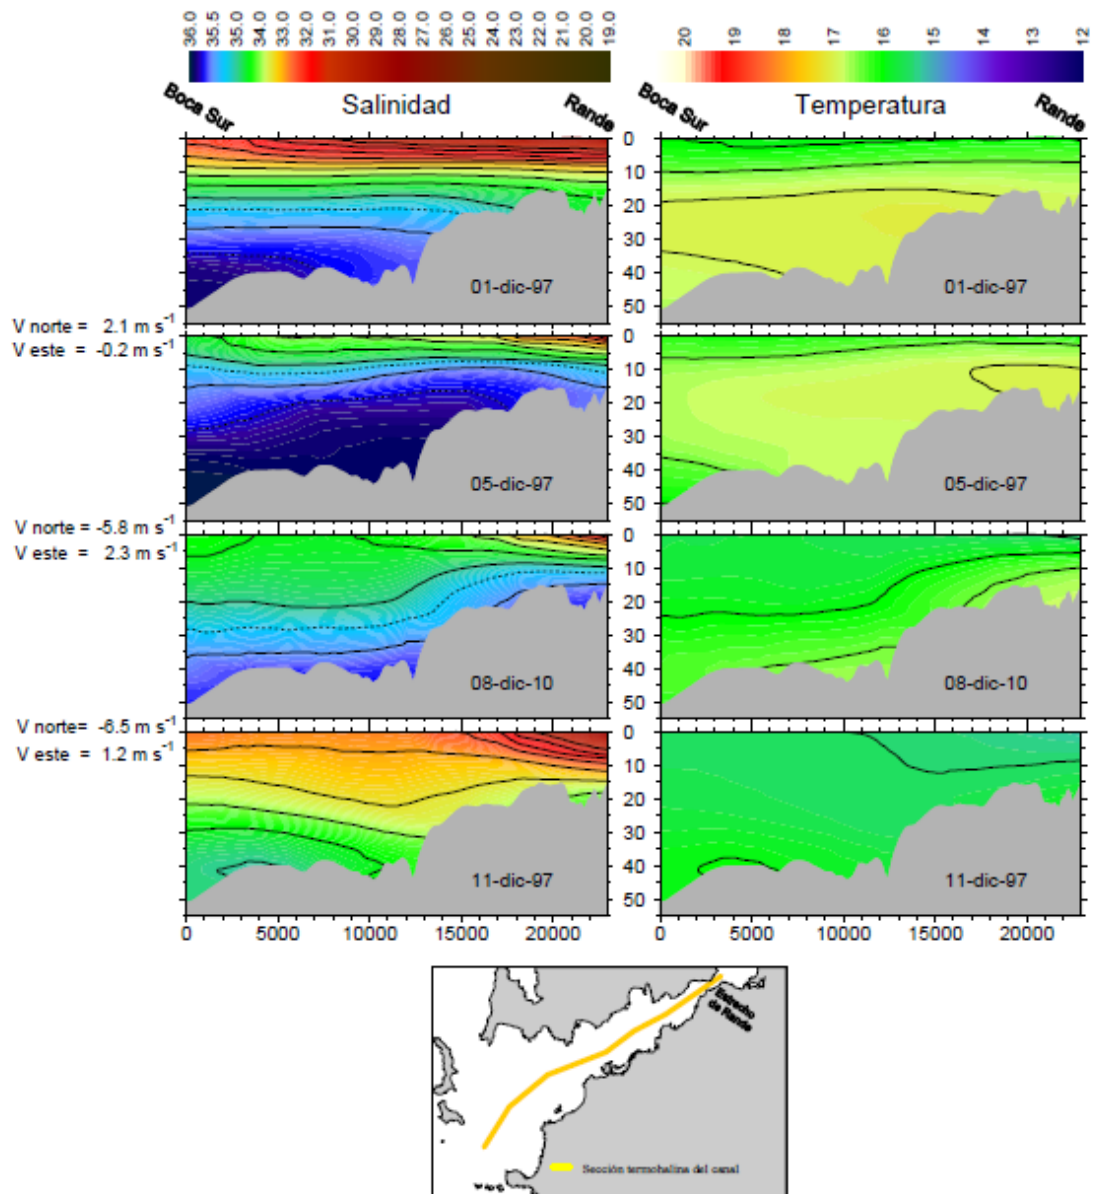 36.0 35.5 35.0 34.0 33.0 32.0 31.0 30.0 29.0 28.0 27.0 26.0 25.0 24.0 23.0 22.0 21.0 20.0 19.0
20 19 18 17 16 15 14 13 12
Boca Sur Salinidad Rande
Boca Sur Temperatura Rande
0
10
20
30
40
50
01-dic-97
01-dic-97
V norte = 2.1 m s⁻¹
V este = -0.2 m s⁻¹
0
10
20
30
40
50
05-dic-97
05-dic-97
V norte = -5.8 m s⁻¹
V este = 2.3 m s⁻¹
0
10
20
30
40
50
08-dic-10
08-dic-10
V norte= -6.5 m s⁻¹
V este = 1.2 m s⁻¹
0
10
20
30
40
50
11-dic-97
11-dic-97
0 5000 10000 15000 20000
0 5000 10000 15000 20000
Estrecho
de Rande
Sección termohalina del canal